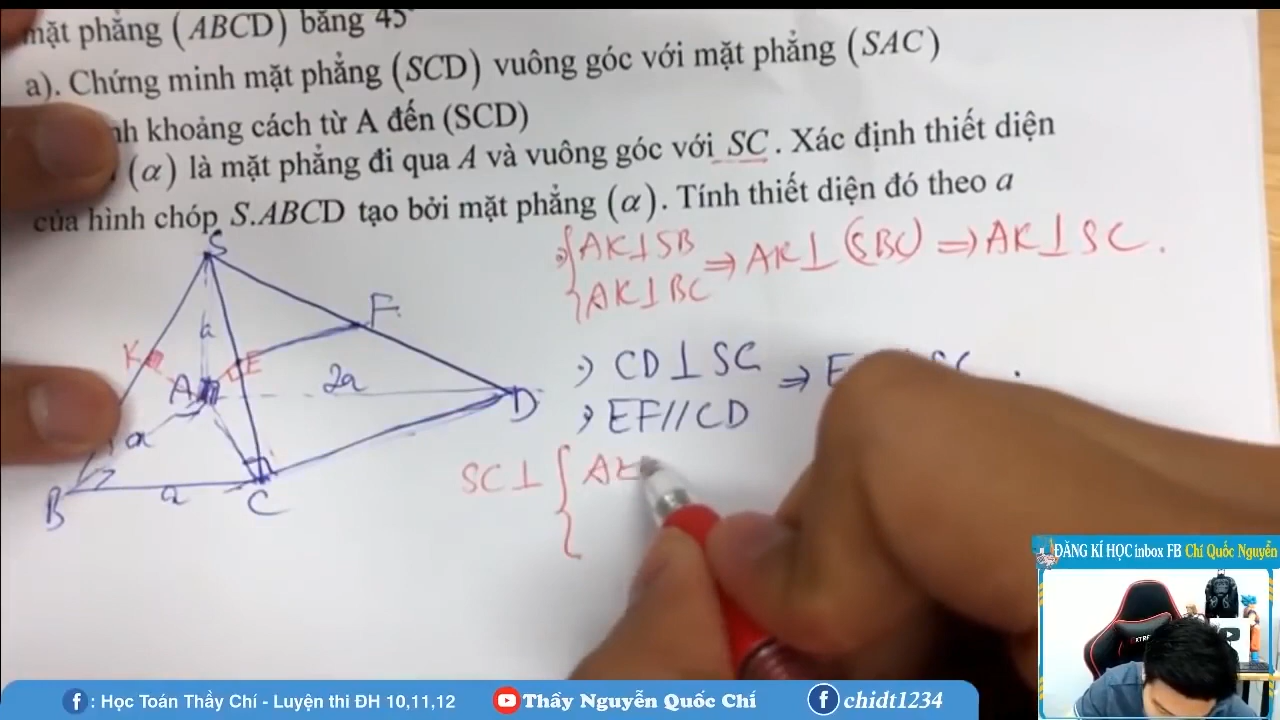 mặt phẳng (ABCD) bằng 45°
a). Chứng minh mặt phẳng (SCD) vuông góc với mặt phẳng (SAC)
nh khoảng cách từ A đến (SCD)
(α) là mặt phẳng đi qua A và vuông góc với SC. Xác định thiết diện
của hình chóp S.ABCD tạo bởi mặt phẳng (α). Tính thiết diện đó theo a
AK⊥SB
AK⊥BC
⇒ AK⊥(SBC) ⇒ AK⊥SC.
S
F
K
E
A
2a
D
a
B
a
C
CD⊥SC
EF//CD
⇒ E
SC⊥ { AK
ĐĂNG KÍ HỌC inbox FB Chí Quốc Nguyễn
: Học Toán Thầy Chí - Luyện thi ĐH 10,11,12
Thầy Nguyễn Quốc Chí
chidt1234